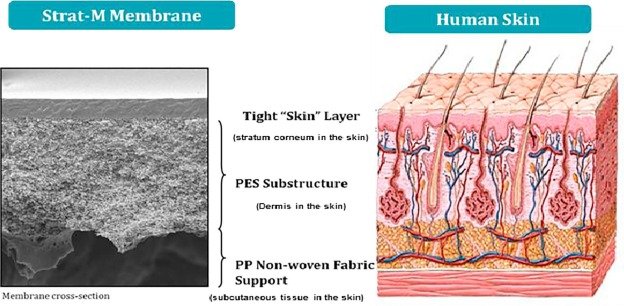 Strat-M Membrane
Human Skin
Tight “Skin” Layer
(stratum corneum in the skin)
PES Substructure
(Dermis in the skin)
PP Non-woven Fabric
Support
(subcutaneous tissue in the skin)
Membrane cross-section